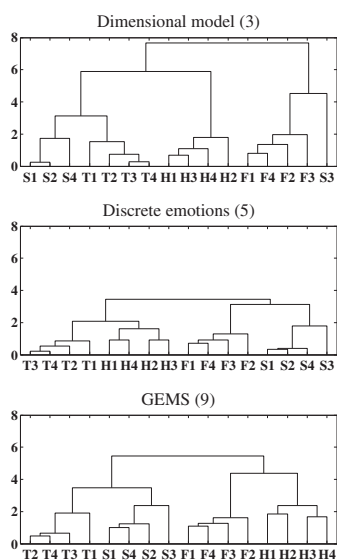 Dimensional model (3)
8
6
4
2
0
S1 S2 S4 T1 T2 T3 T4 H1 H3 H4 H2 F1 F4 F2 F3 S3
Discrete emotions (5)
8
6
4
2
0
T3 T4 T2 T1 H1 H4 H2 H3 F1 F4 F3 F2 S1 S2 S4 S3
GEMS (9)
8
6
4
2
0
T2 T4 T3 T1 S1 S4 S2 S3 F1 F4 F3 F2 H1 H2 H3 H4